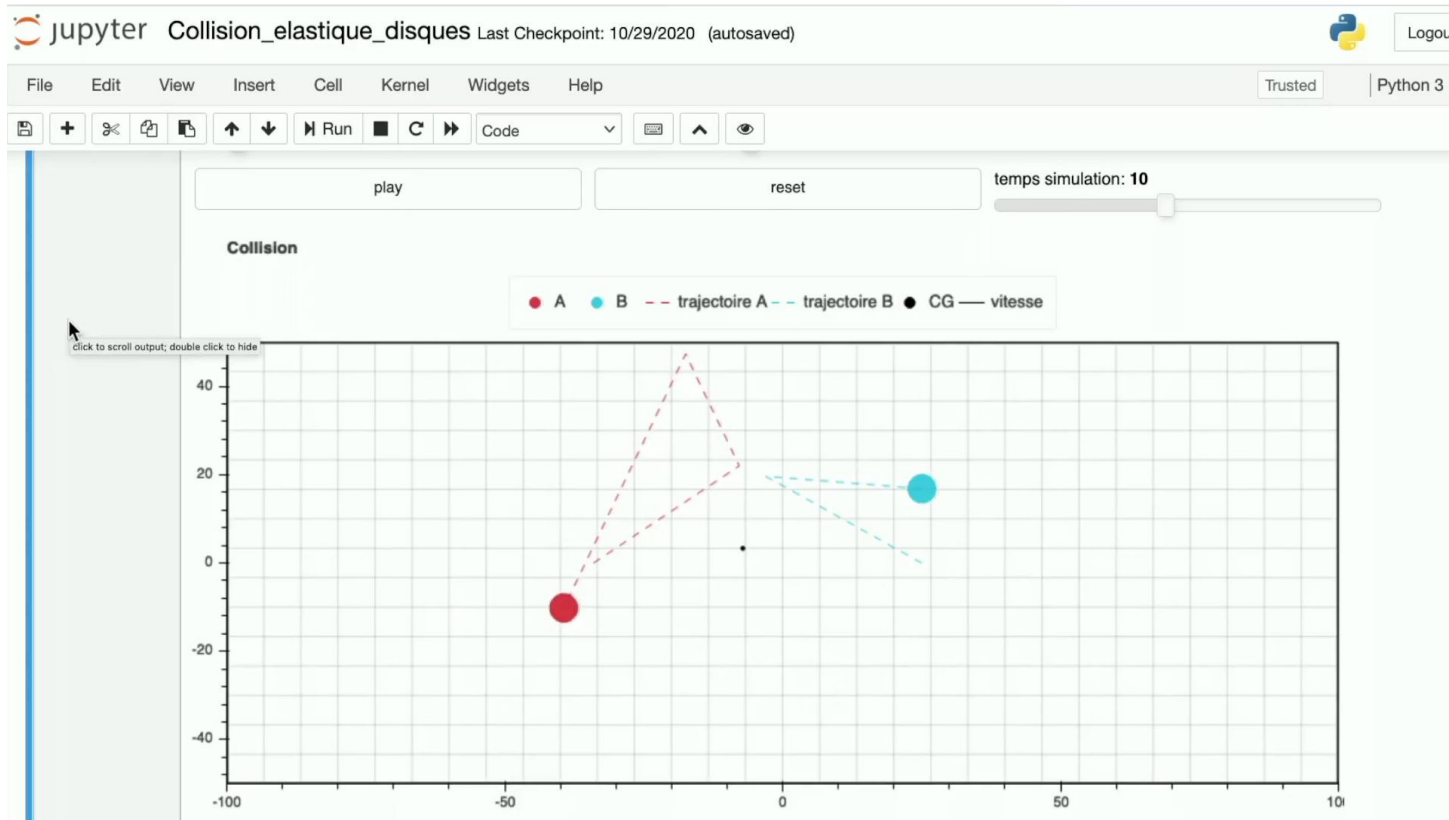 jupyter Collision_elastique_disques Last Checkpoint: 10/29/2020 (autosaved)
Logou
File Edit View Insert Cell Kernel Widgets Help Trusted Python 3
Run Code
play reset temps simulation: 10
Collision
A B trajectoire A trajectoire B CG vitesse
click to scroll output; double click to hide
40
20
0
-20
-40
-100 -50 0 50 10